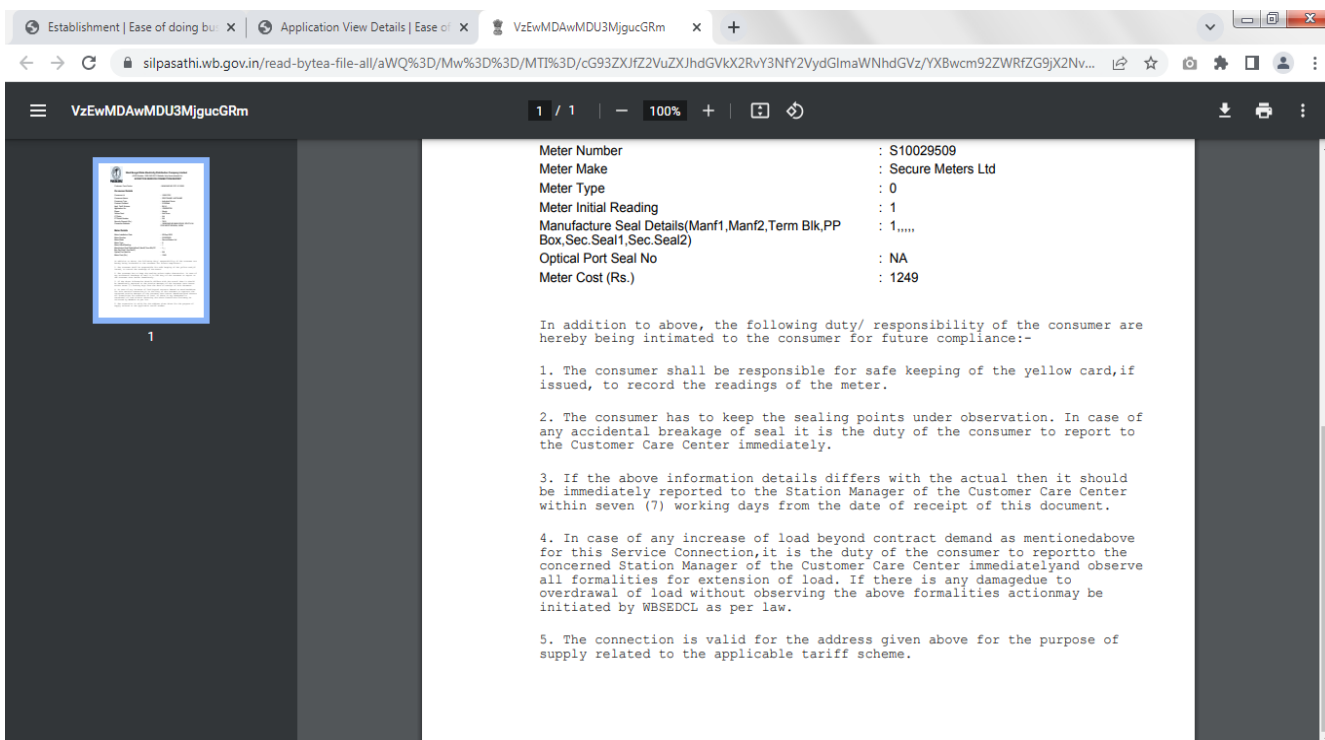 Establishment | Ease of doing bus
Application View Details | Ease of
VzEwMDAwMDU3MjgucGRm
silpasathi.wb.gov.in/read-bytea-file-all/aWQ%3D/Mw%3D%3D/MTI%3D/cG93ZXJfZ2VuZXJhdGVkX2RvY3NfY2VydGlmaWNhdGVz/YXBwcm92ZWRfZG9jX2Nv...
VzEwMDAwMDU3MjgucGRm
1 / 1
100%
1
Meter Number : S10029509
Meter Make : Secure Meters Ltd
Meter Type : 0
Meter Initial Reading : 1
Manufacture Seal Details(Manf1,Manf2,Term Blk,PP : 1,,,,,
Box,Sec.Seal1,Sec.Seal2)
Optical Port Seal No : NA
Meter Cost (Rs.) : 1249
In addition to above, the following duty/ responsibility of the consumer are
hereby being intimated to the consumer for future compliance:-
1. The consumer shall be responsible for safe keeping of the yellow card,if
issued, to record the readings of the meter.
2. The consumer has to keep the sealing points under observation. In case of
any accidental breakage of seal it is the duty of the consumer to report to
the Customer Care Center immediately.
3. If the above information details differs with the actual then it should
be immediately reported to the Station Manager of the Customer Care Center
within seven (7) working days from the date of receipt of this document.
4. In case of any increase of load beyond contract demand as mentionedabove
for this Service Connection,it is the duty of the consumer to reportto the
concerned Station Manager of the Customer Care Center immediatelyand observe
all formalities for extension of load. If there is any damagedue to
overdrawal of load without observing the above formalities actionmay be
initiated by WBSEDCL as per law.
5. The connection is valid for the address given above for the purpose of
supply related to the applicable tariff scheme.